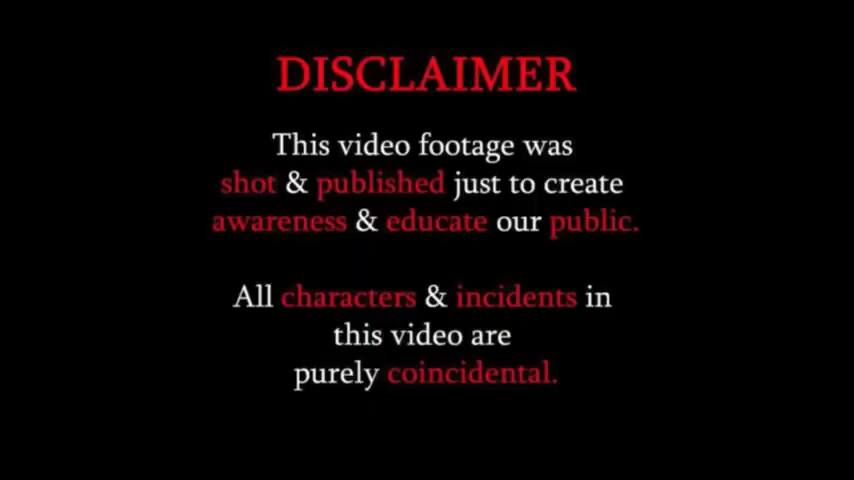 DISCLAIMER
This video footage was
shot & published just to create
awareness & educate our public.
All characters & incidents in
this video are
purely coincidental.